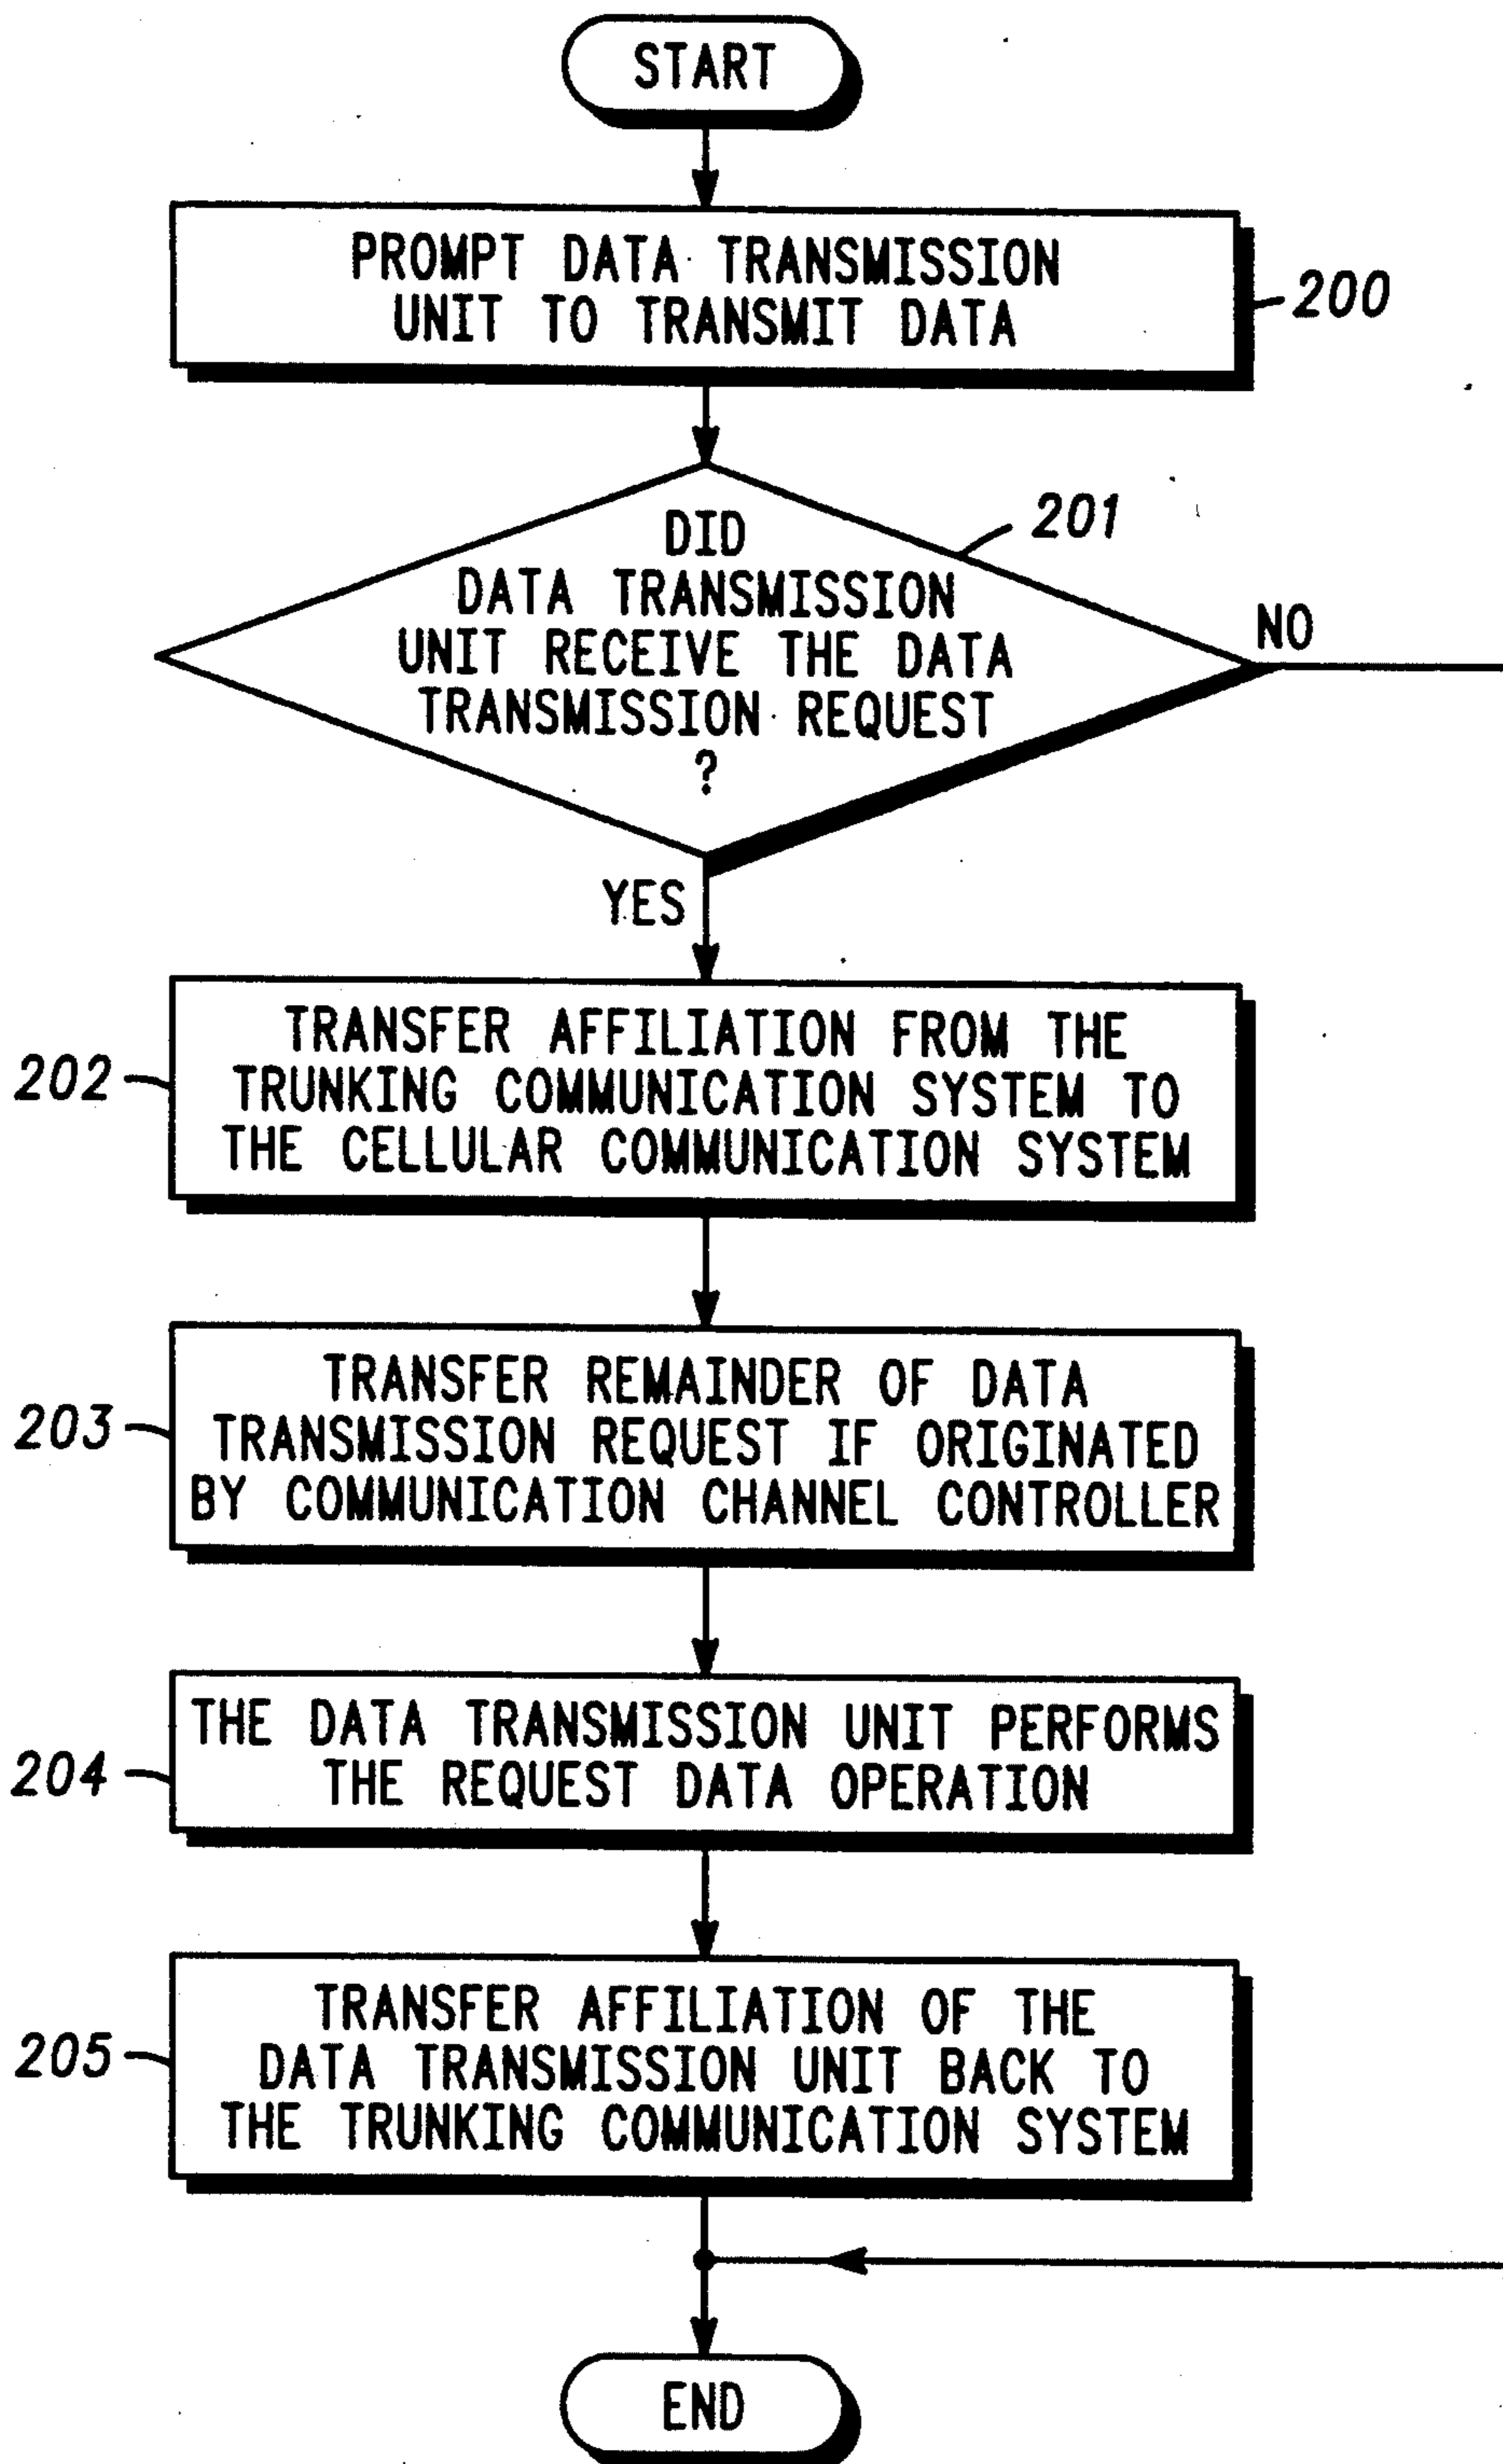 START
PROMPT DATA TRANSMISSION
UNIT TO TRANSMIT DATA
200
DID
DATA TRANSMISSION
UNIT RECEIVE THE DATA
TRANSMISSION REQUEST
?
201
NO
YES
202
TRANSFER AFFILIATION FROM THE
TRUNKING COMMUNICATION SYSTEM TO
THE CELLULAR COMMUNICATION SYSTEM
203
TRANSFER REMAINDER OF DATA
TRANSMISSION REQUEST IF ORIGINATED
BY COMMUNICATION CHANNEL CONTROLLER
204
THE DATA TRANSMISSION UNIT PERFORMS
THE REQUEST DATA OPERATION
205
TRANSFER AFFILIATION OF THE
DATA TRANSMISSION UNIT BACK TO
THE TRUNKING COMMUNICATION SYSTEM
END